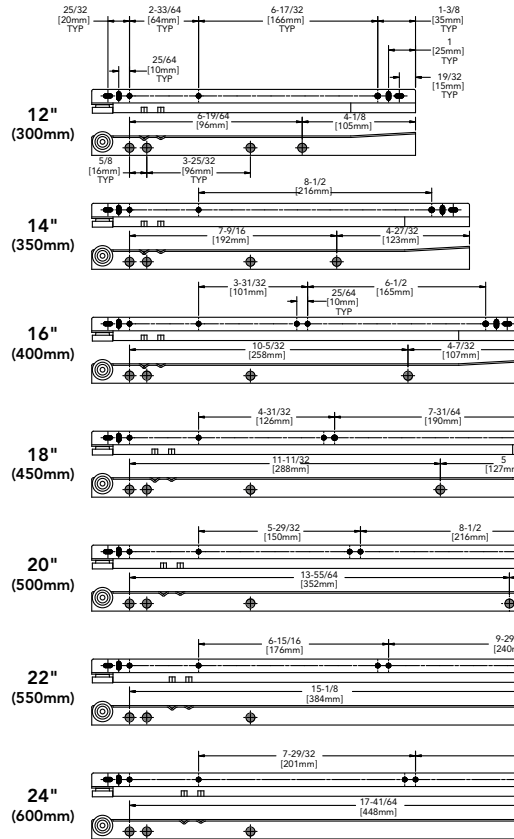 25/32
[20mm]
TYP
2-33/64
[64mm]
TYP
6-17/32
[166mm]
TYP
1-3/8
[35mm]
TYP
1
[25mm]
TYP
25/64
[10mm]
TYP
19/32
[15mm]
TYP
12"
(300mm)
6-19/64
[96mm]
4-1/8
[105mm]
5/8
[16mm]
TYP
3-25/32
[96mm]
TYP
8-1/2
[216mm]
14"
(350mm)
7-9/16
[192mm]
4-27/32
[123mm]
3-31/32
[101mm]
25/64
[10mm]
TYP
6-1/2
[165mm]
16"
(400mm)
10-5/32
[258mm]
4-7/32
[107mm]
4-31/32
[126mm]
7-31/64
[190mm]
18"
(450mm)
11-11/32
[288mm]
5
[127mm]
5-29/32
[150mm]
8-1/2
[216mm]
20"
(500mm)
13-55/64
[352mm]
6-15/16
[176mm]
9-29
[240m
22"
(550mm)
15-1/8
[384mm]
7-29/32
[201mm]
24"
(600mm)
17-41/64
[448mm]